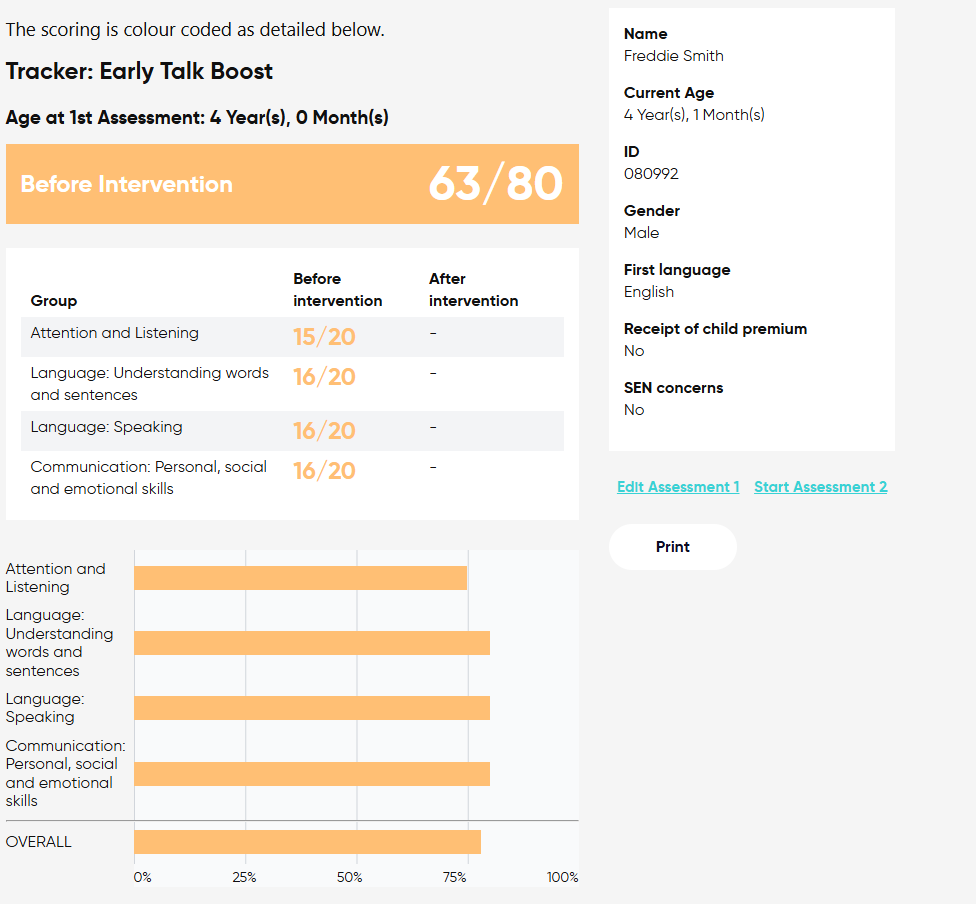 The scoring is colour coded as detailed below.
Tracker: Early Talk Boost
Age at 1st Assessment: 4 Year(s), 0 Month(s)
Before Intervention 63/80
Group Before intervention After intervention
Attention and Listening 15/20 -
Language: Understanding words 16/20 -
and sentences
Language: Speaking 16/20 -
Communication: Personal, social 16/20 -
and emotional skills
Attention and
Listening
Language:
Understanding
words and
sentences
Language:
Speaking
Communication:
Personal, social
and emotional
skills
OVERALL
0% 25% 50% 75% 100%
Name
Freddie Smith
Current Age
4 Year(s), 1 Month(s)
ID
080992
Gender
Male
First language
English
Receipt of child premium
No
SEN concerns
No
Edit Assessment 1 Start Assessment 2
Print